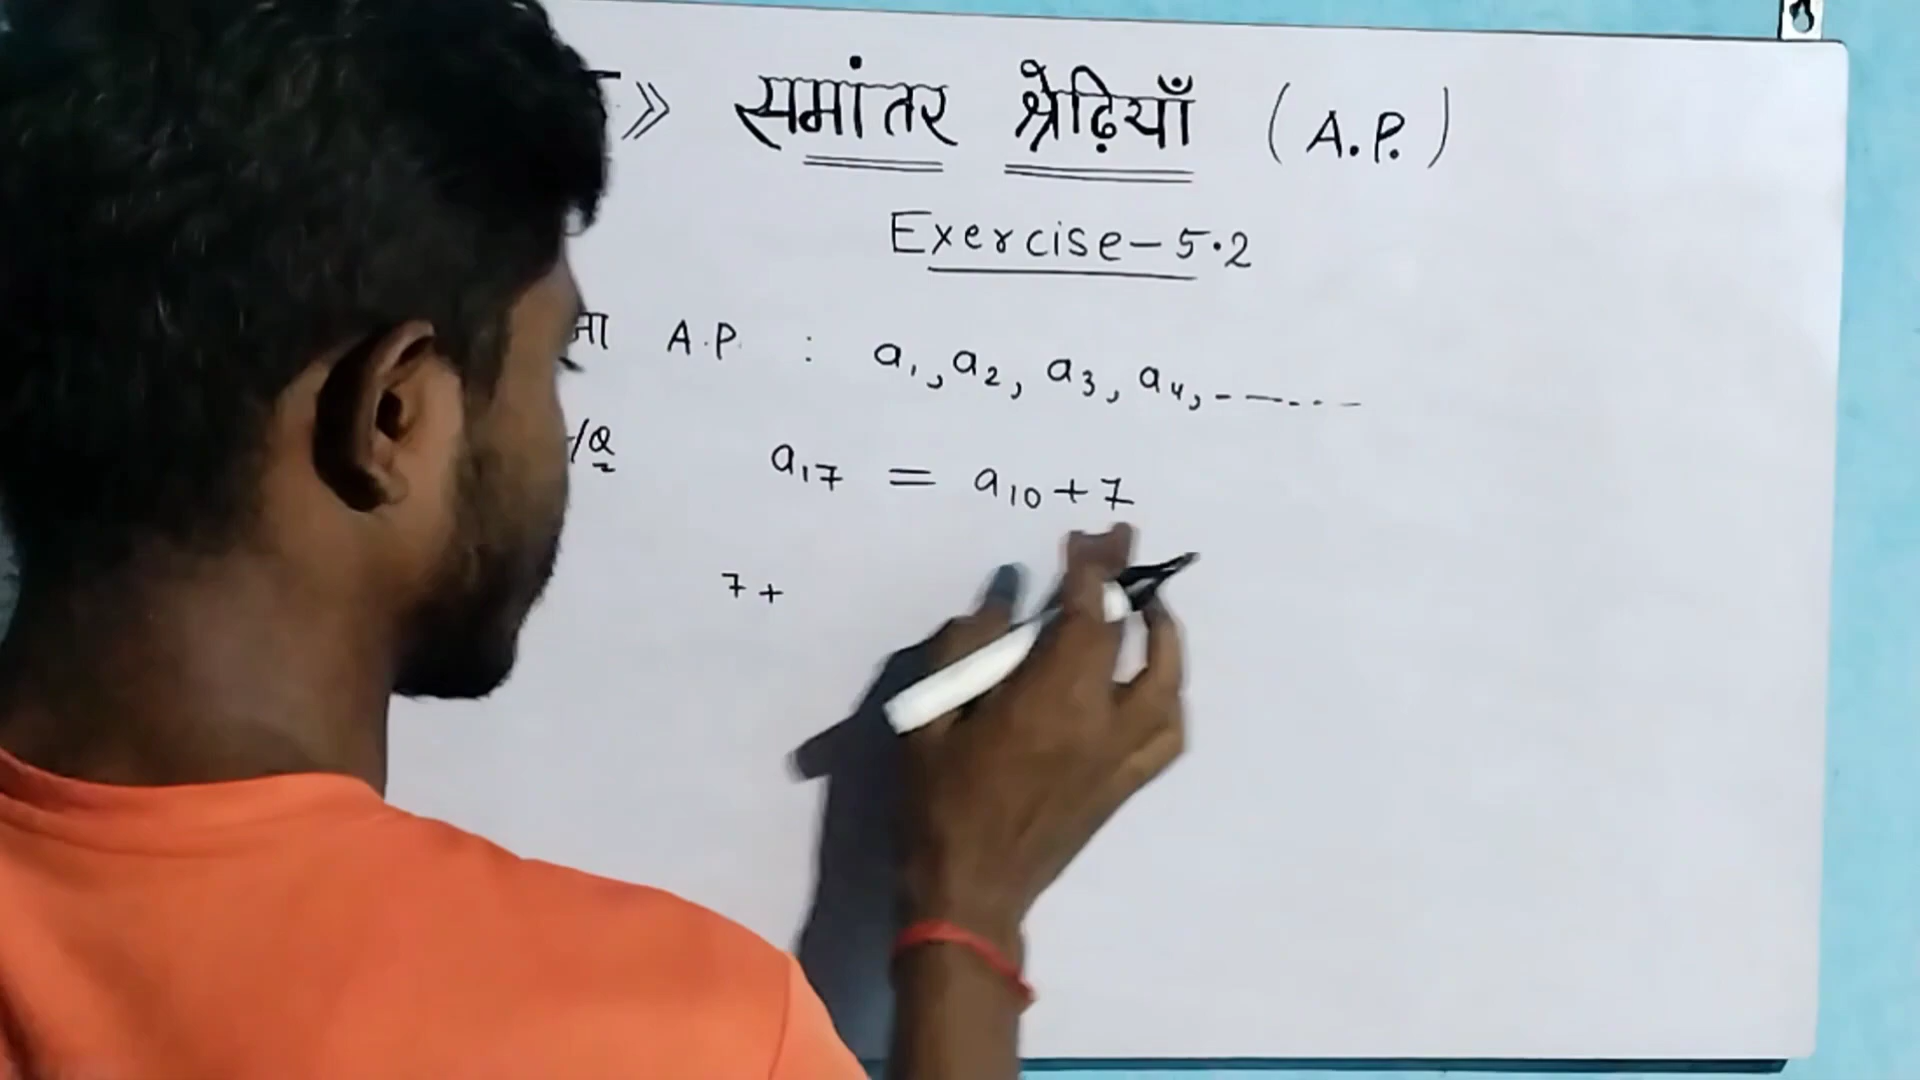 >> समांतर श्रेढ़ियाँ (A.P.)
Exercise-5.2
A.P. : a₁, a₂, a₃, a₄, ------
/Q a₁₇ = a₁₀ + 7
7 +